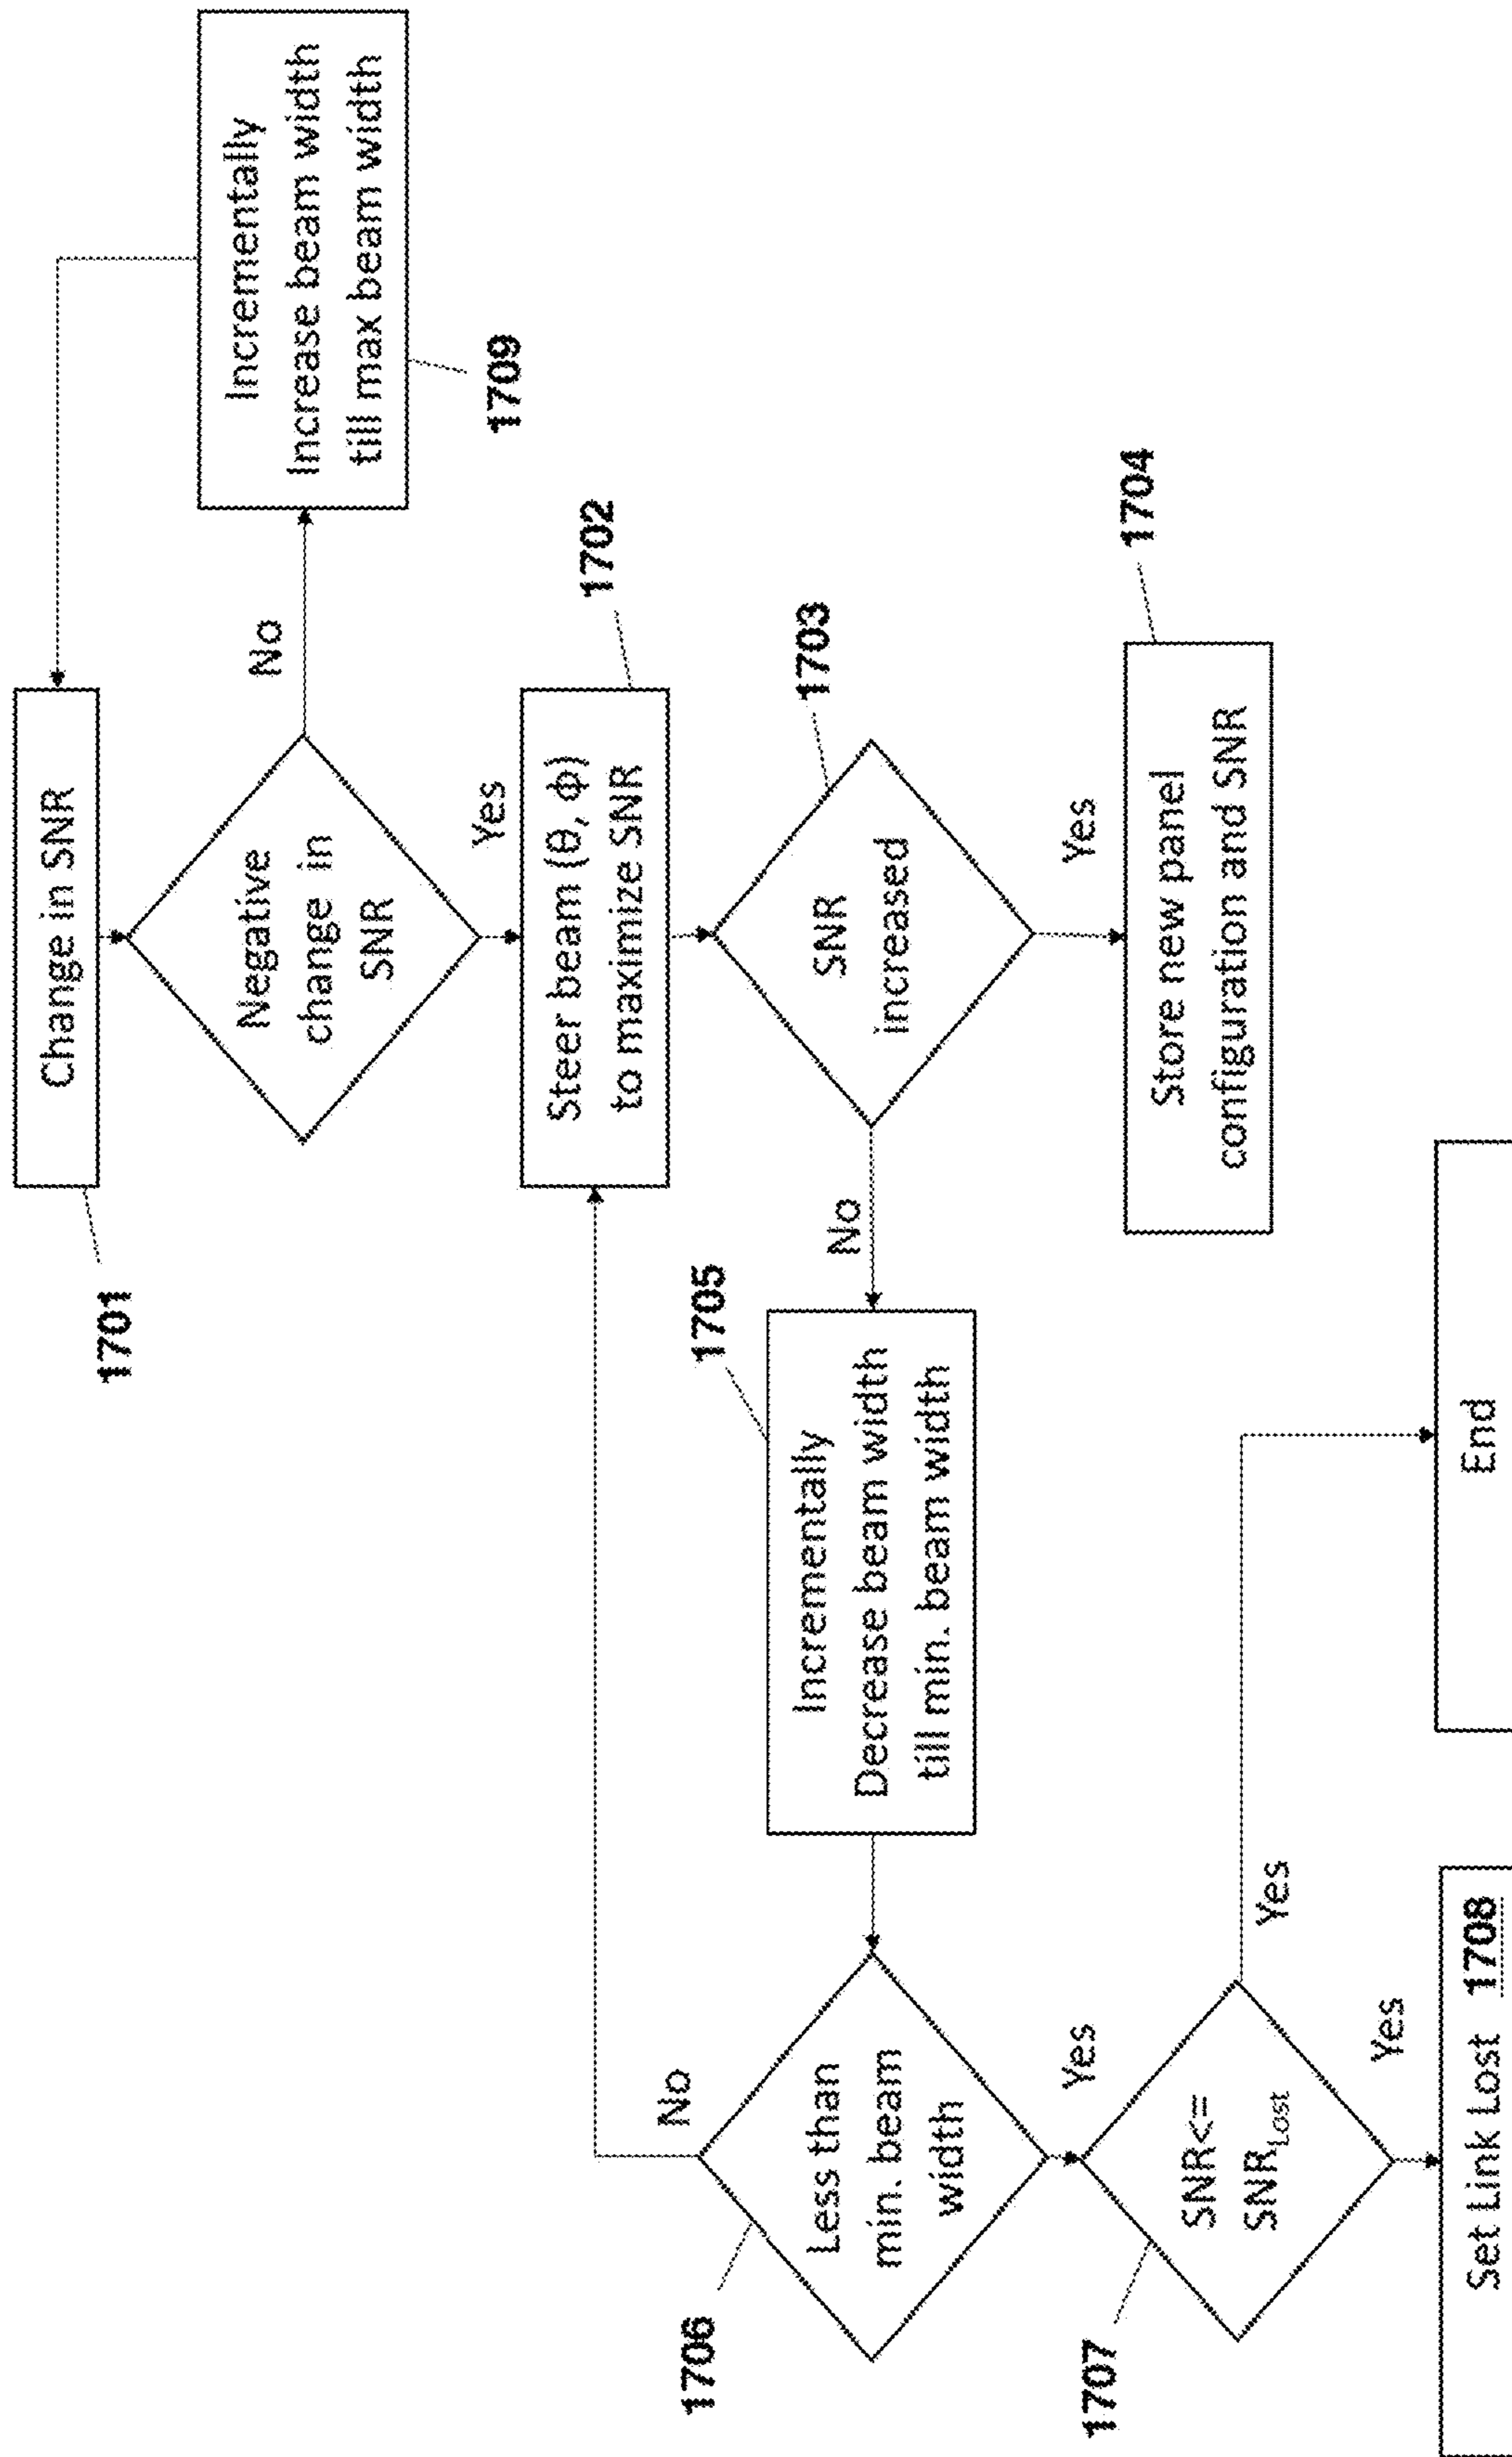 1701
Change in SNR
Negative
change in
SNR
No
Incrementally
Increase beam width
till max beam width
1709
Yes
Steer beam (θ, ϕ)
to maximize SNR
1702
SNR
increased
1703
Yes
Store new panel
configuration and SNR
1704
No
1705
Incrementally
Decrease beam width
till min. beam width
No
Less than
min. beam
width
1706
Yes
SNR<=
SNRLost
1707
Yes
Yes
Set Link Lost 1708
End